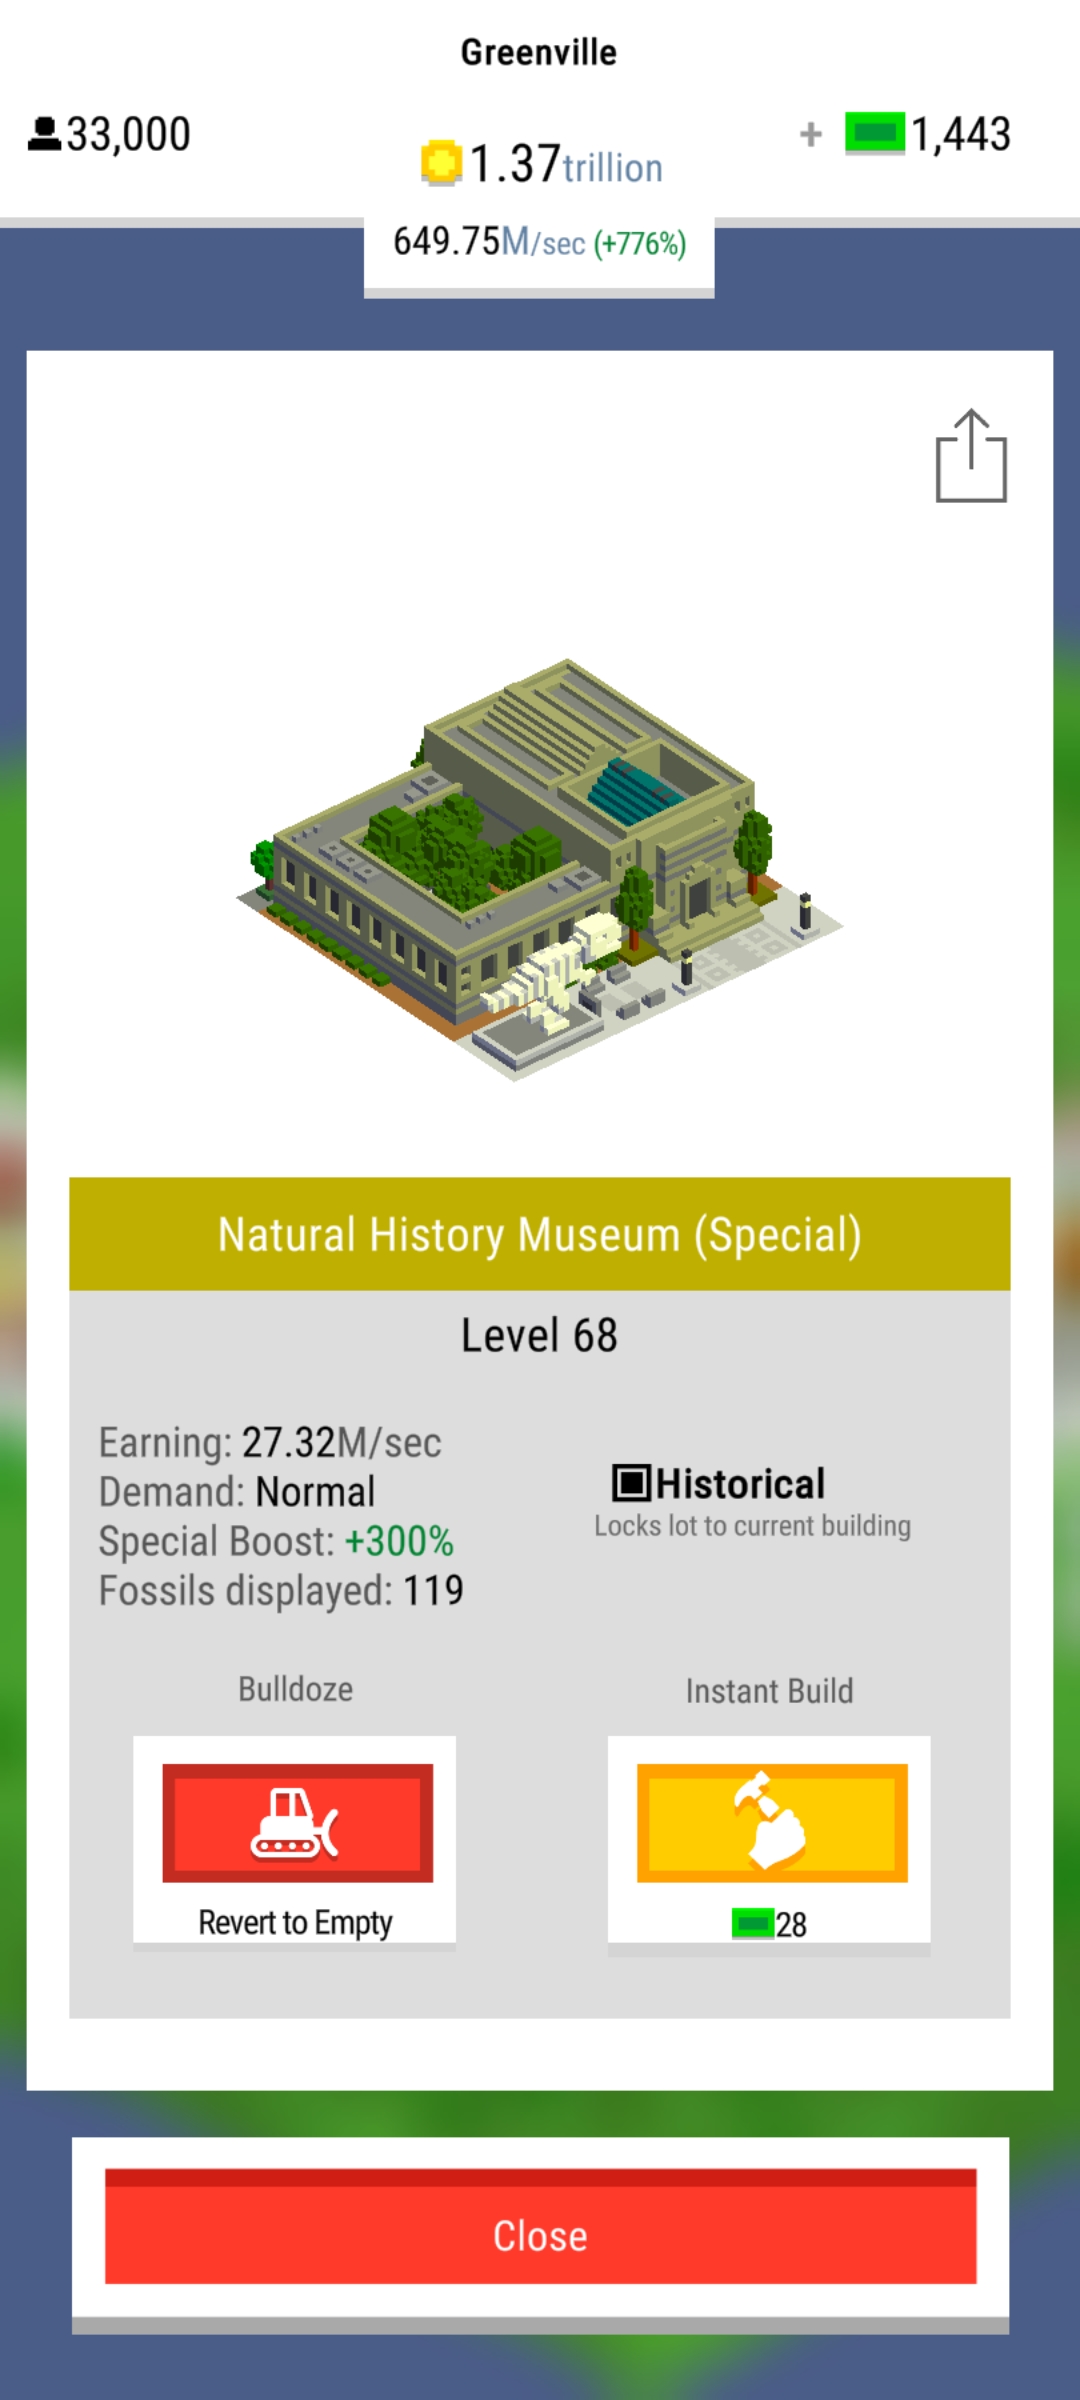 Greenville
33,000
1.37trillion
+ 1,443
649.75M/sec (+776%)
Natural History Museum (Special)
Level 68
Earning: 27.32M/sec
Demand: Normal
Special Boost: +300%
Fossils displayed: 119
Historical
Locks lot to current building
Bulldoze
Revert to Empty
Instant Build
28
Close